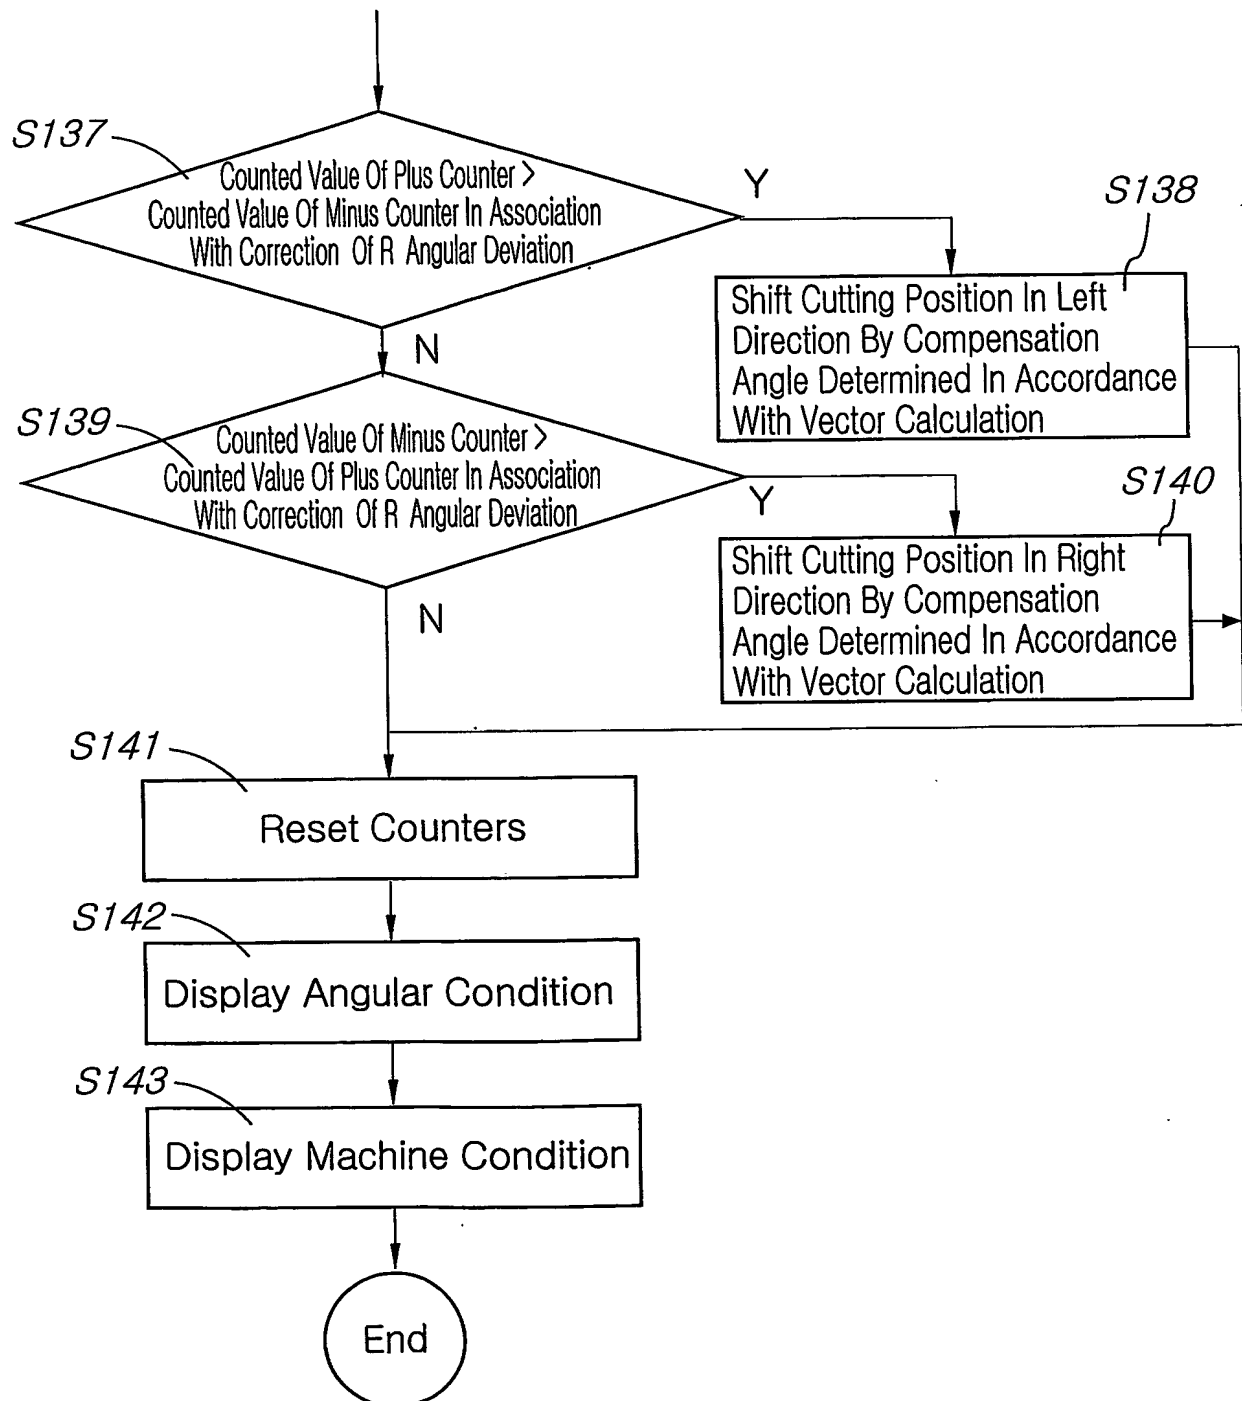 S137
Counted Value Of Plus Counter >
Counted Value Of Minus Counter In Association
With Correction Of R Angular Deviation
Y
S138
Shift Cutting Position In Left
Direction By Compensation
Angle Determined In Accordance
With Vector Calculation
N
S139
Counted Value Of Minus Counter >
Counted Value Of Plus Counter In Association
With Correction Of R Angular Deviation
Y
S140
Shift Cutting Position In Right
Direction By Compensation
Angle Determined In Accordance
With Vector Calculation
N
S141
Reset Counters
S142
Display Angular Condition
S143
Display Machine Condition
End